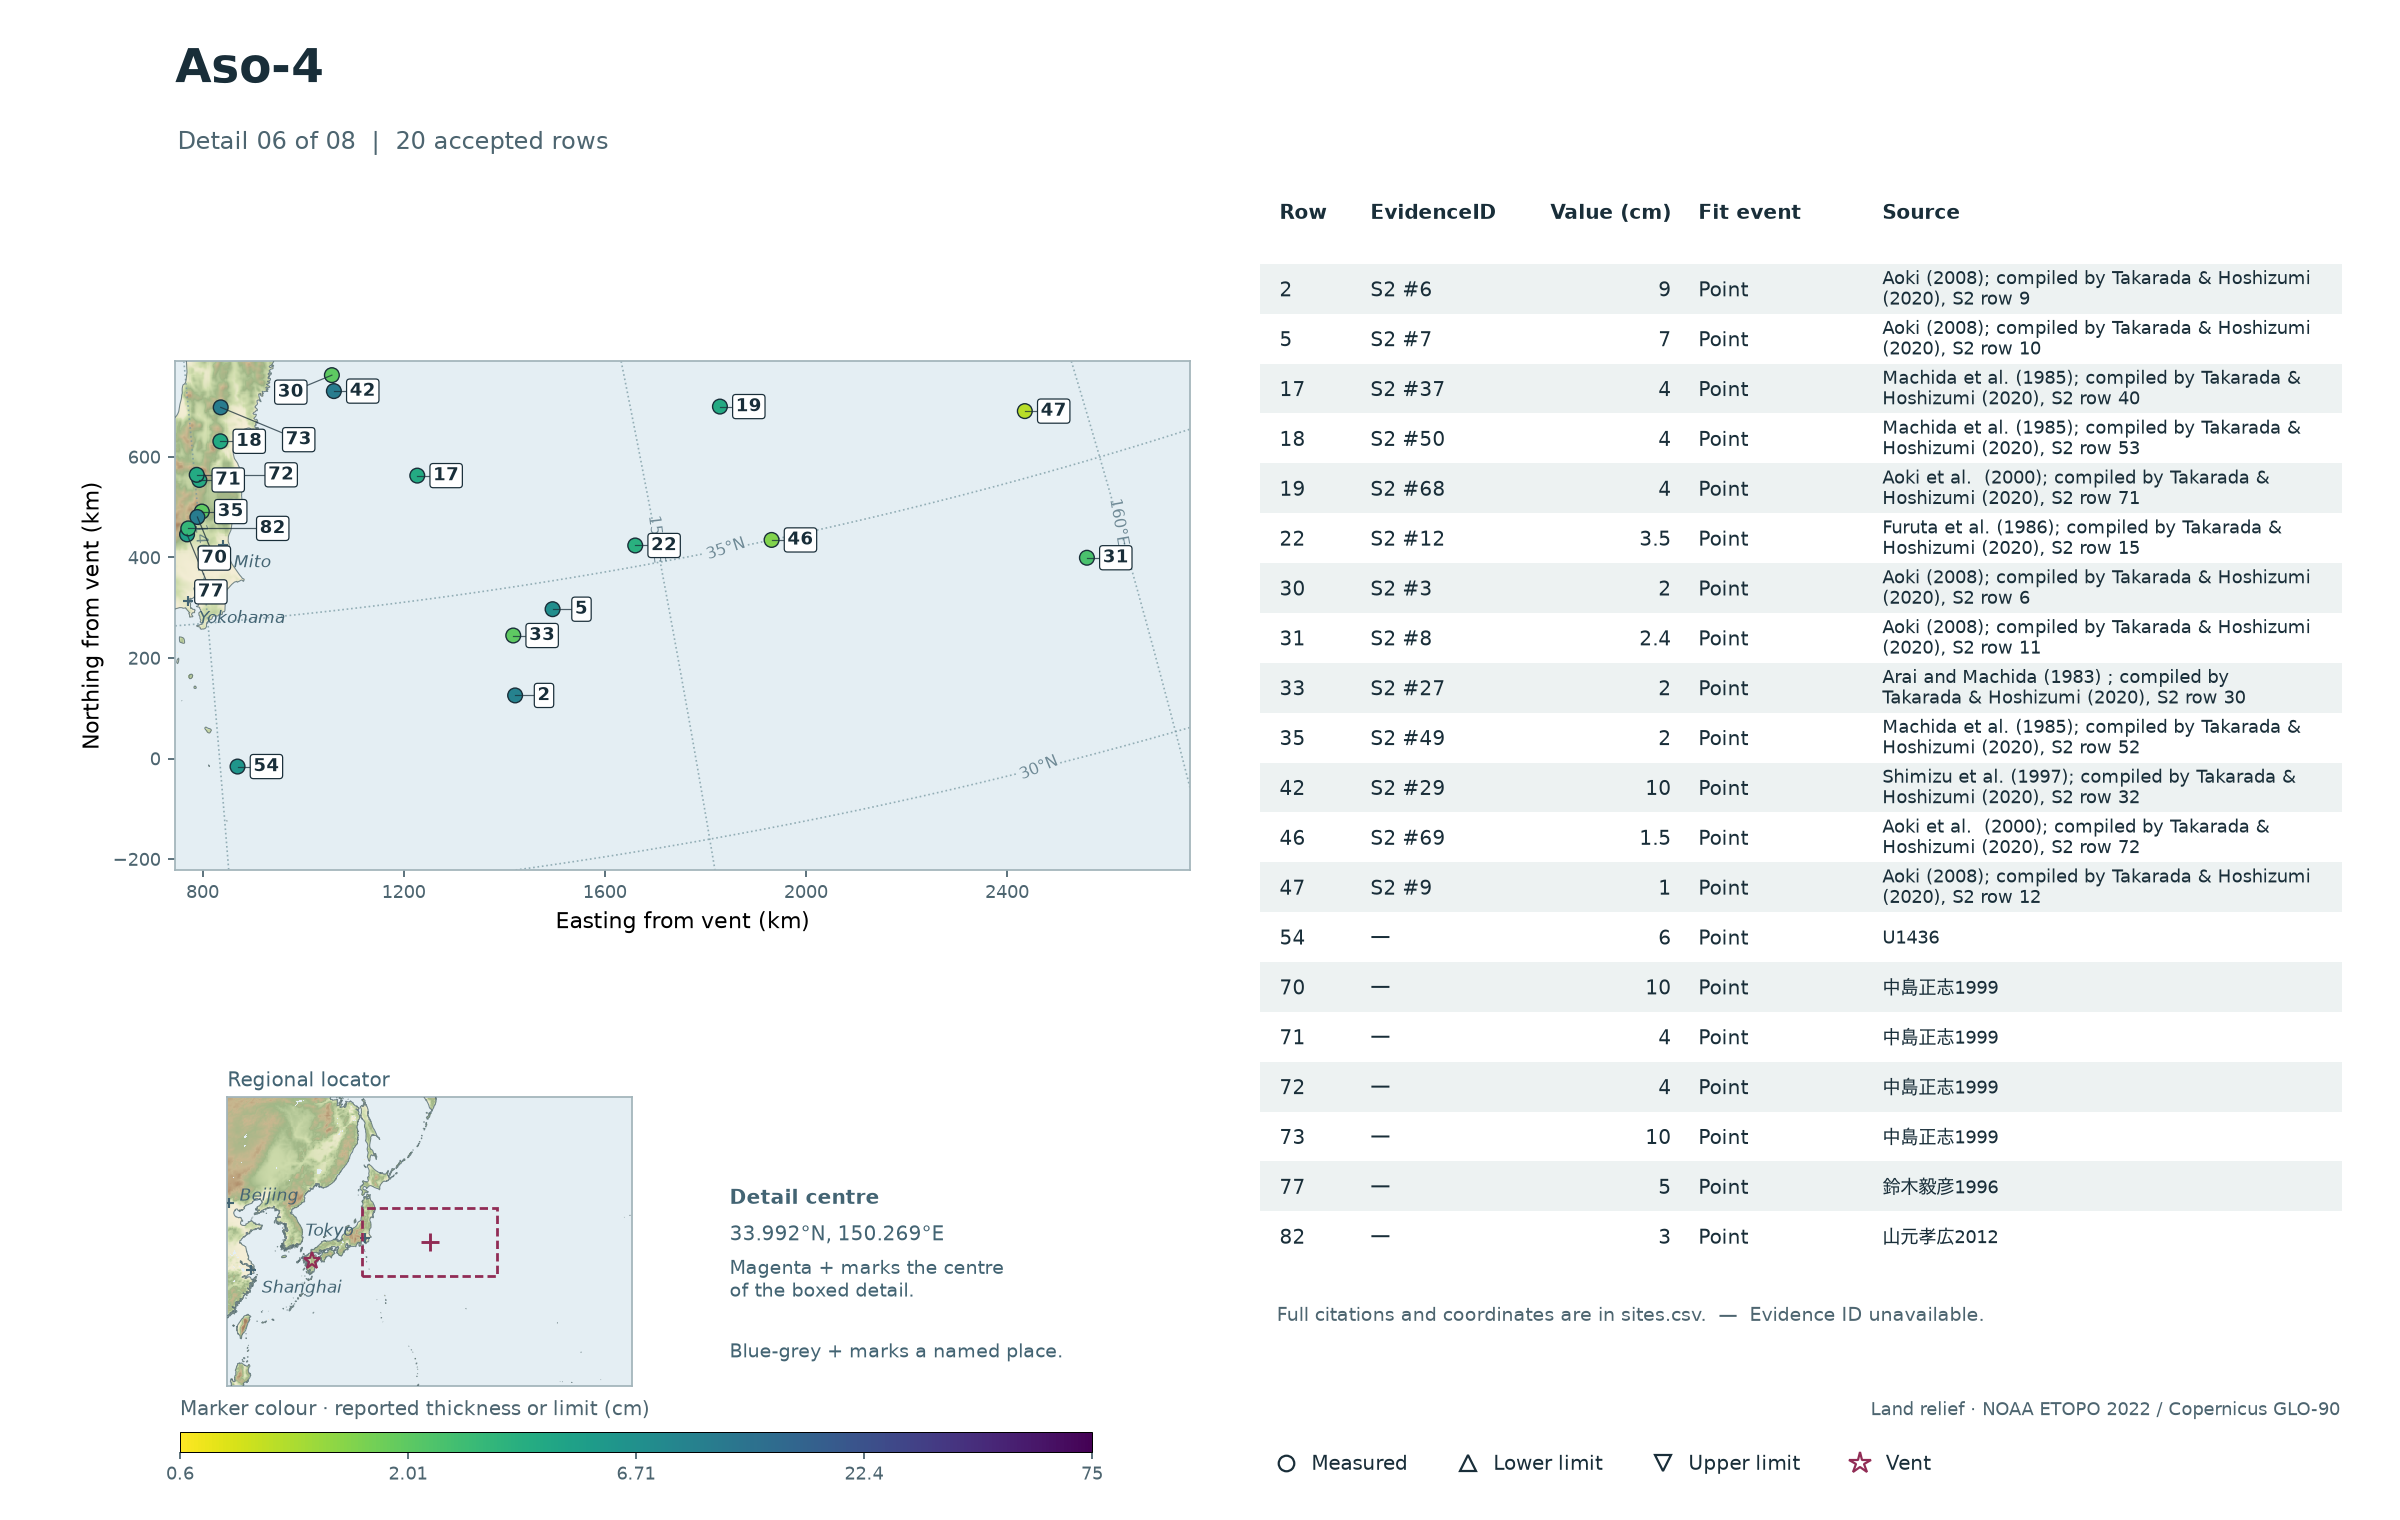 Aso-4
Detail 06 of 08 | 20 accepted rows
Northing from vent (km)
600
400
200
0
−200
800
1200
1600
2000
2400
Easting from vent (km)
30
42
73
18
72
71
35
82
70
Mito
77
Yokohama
17
19
47
22
35°N
46
160°E
31
5
33
2
54
30°N
Regional locator
Beijing
Tokyo
Shanghai
Detail centre
33.992°N, 150.269°E
Magenta + marks the centre
of the boxed detail.
Blue-grey + marks a named place.
Marker colour · reported thickness or limit (cm)
0.6
2.01
6.71
22.4
75
Row EvidenceID Value (cm) Fit event Source
2 S2 #6 9 Point Aoki (2008); compiled by Takarada & Hoshizumi
(2020), S2 row 9
5 S2 #7 7 Point Aoki (2008); compiled by Takarada & Hoshizumi
(2020), S2 row 10
17 S2 #37 4 Point Machida et al. (1985); compiled by Takarada &
Hoshizumi (2020), S2 row 40
18 S2 #50 4 Point Machida et al. (1985); compiled by Takarada &
Hoshizumi (2020), S2 row 53
19 S2 #68 4 Point Aoki et al.  (2000); compiled by Takarada &
Hoshizumi (2020), S2 row 71
22 S2 #12 3.5 Point Furuta et al. (1986); compiled by Takarada &
Hoshizumi (2020), S2 row 15
30 S2 #3 2 Point Aoki (2008); compiled by Takarada & Hoshizumi
(2020), S2 row 6
31 S2 #8 2.4 Point Aoki (2008); compiled by Takarada & Hoshizumi
(2020), S2 row 11
33 S2 #27 2 Point Arai and Machida (1983) ; compiled by
Takarada & Hoshizumi (2020), S2 row 30
35 S2 #49 2 Point Machida et al. (1985); compiled by Takarada &
Hoshizumi (2020), S2 row 52
42 S2 #29 10 Point Shimizu et al. (1997); compiled by Takarada &
Hoshizumi (2020), S2 row 32
46 S2 #69 1.5 Point Aoki et al.  (2000); compiled by Takarada &
Hoshizumi (2020), S2 row 72
47 S2 #9 1 Point Aoki (2008); compiled by Takarada & Hoshizumi
(2020), S2 row 12
54 — 6 Point U1436
70 — 10 Point 中島正志1999
71 — 4 Point 中島正志1999
72 — 4 Point 中島正志1999
73 — 10 Point 中島正志1999
77 — 5 Point 鈴木毅彦1996
82 — 3 Point 山元孝広2012
Full citations and coordinates are in sites.csv. — Evidence ID unavailable.
Land relief · NOAA ETOPO 2022 / Copernicus GLO-90
Measured
Lower limit
Upper limit
Vent